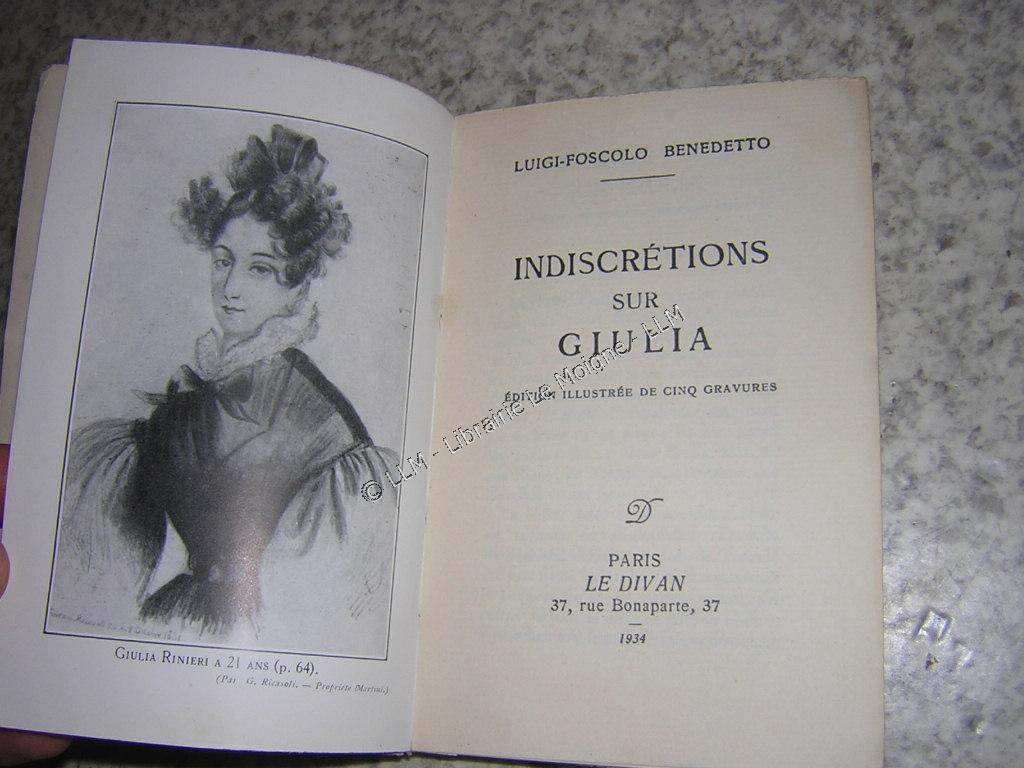 GIULIA RINIERI A 21 ANS (p. 64).
(Par G. Ricasoli. — Propriété Martini.)
LUIGI-FOSCOLO BENEDETTO
INDISCRÉTIONS
SUR
GIULIA
ÉDITION ILLUSTRÉE DE CINQ GRAVURES
D
PARIS
LE DIVAN
37, rue Bonaparte, 37
1934
© LLM - Librairie Le Moigne - LLM